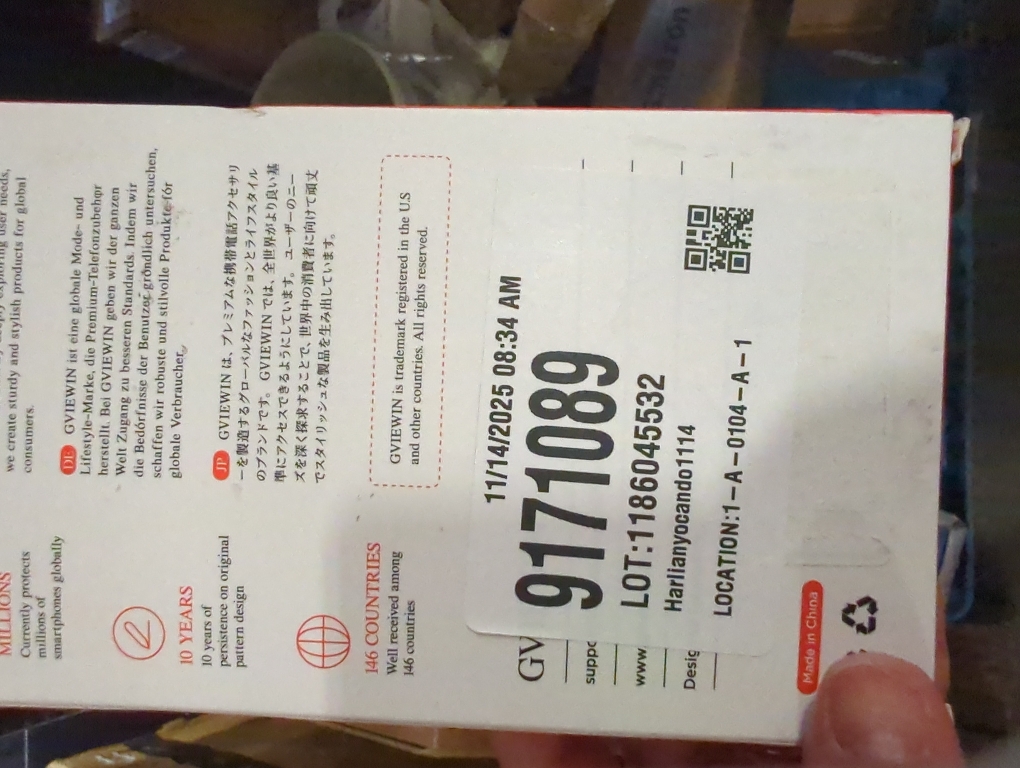 we create sturdy and stylish products for global
consumers.
DE GVIEWIN ist eine globale Mode- und
Lifestyle-Marke, die Premium-Telefonzubehør
herstellt. Bei GVIEWIN geben wir der ganzen
Welt Zugang zu besseren Standards. Indem wir
die Bedórfnisse der Benutzer gróndlich untersuchen,
schaffen wir robuste und stilvolle Produkte fór
globale Verbraucher.
JP GVIEWIN は、プレミアムな携帯電話アクセサリ
ーを製造するグローバルなファッションとライフスタイル
のブランドです。GVIEWIN では、全世界がより良い基
準にアクセスできるようにしています。ユーザーのニー
ズを深く探求することで、世界中の消費者に向けて頑丈
でスタイリッシュな製品を生み出しています。
GVIEWIN is trademark registered in the US
and other countries. All rights reserved.
MILLIONS
Currently protects
millions of
smartphones globally
10 YEARS
10 years of
persistence on original
pattern design
146 COUNTRIES
Well received among
146 countries
GV
suppo
www.
Desig
11/14/2025 08:34 AM
9171089
LOT:1186045532
Harlianyocando1114
LOCATION:1-A-0104-A-1
Made in China